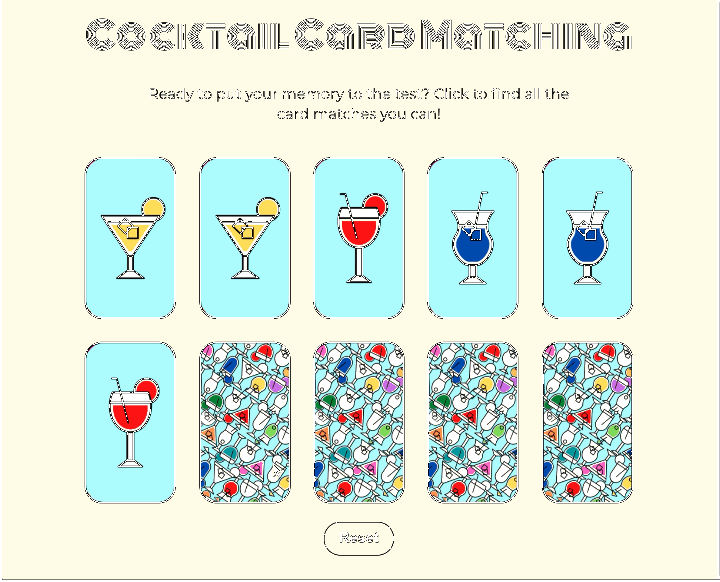 Cocktail Card Matching
Ready to put your memory to the test? Click to find all the
card matches you can!
Reset